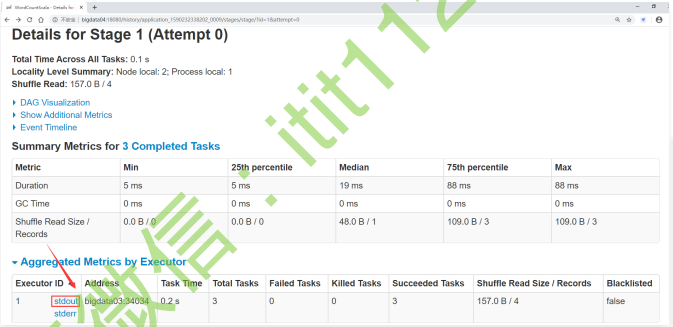 WordCountScala - Details for
不安全 | bigdata04:18080/history/application_1590232338202_0009/stages/stage/?id=1&attempt=0
Details for Stage 1 (Attempt 0)
Total Time Across All Tasks: 0.1 s
Locality Level Summary: Node local: 2; Process local: 1
Shuffle Read: 157.0 B / 4
DAG Visualization
Show Additional Metrics
Event Timeline
Summary Metrics for 3 Completed Tasks
Metric Min 25th percentile Median 75th percentile Max
Duration 5 ms 5 ms 19 ms 88 ms 88 ms
GC Time 0 ms 0 ms 0 ms 0 ms 0 ms
Shuffle Read Size / 0.0 B / 0 0.0 B / 0 48.0 B / 1 109.0 B / 3 109.0 B / 3
Records
Aggregated Metrics by Executor
Executor ID Address Task Time Total Tasks Failed Tasks Killed Tasks Succeeded Tasks Shuffle Read Size / Records Blacklisted
1 stdout bigdata03:34034 0.2 s 3 0 0 3 157.0 B / 4 false
stderr
微信：itit11